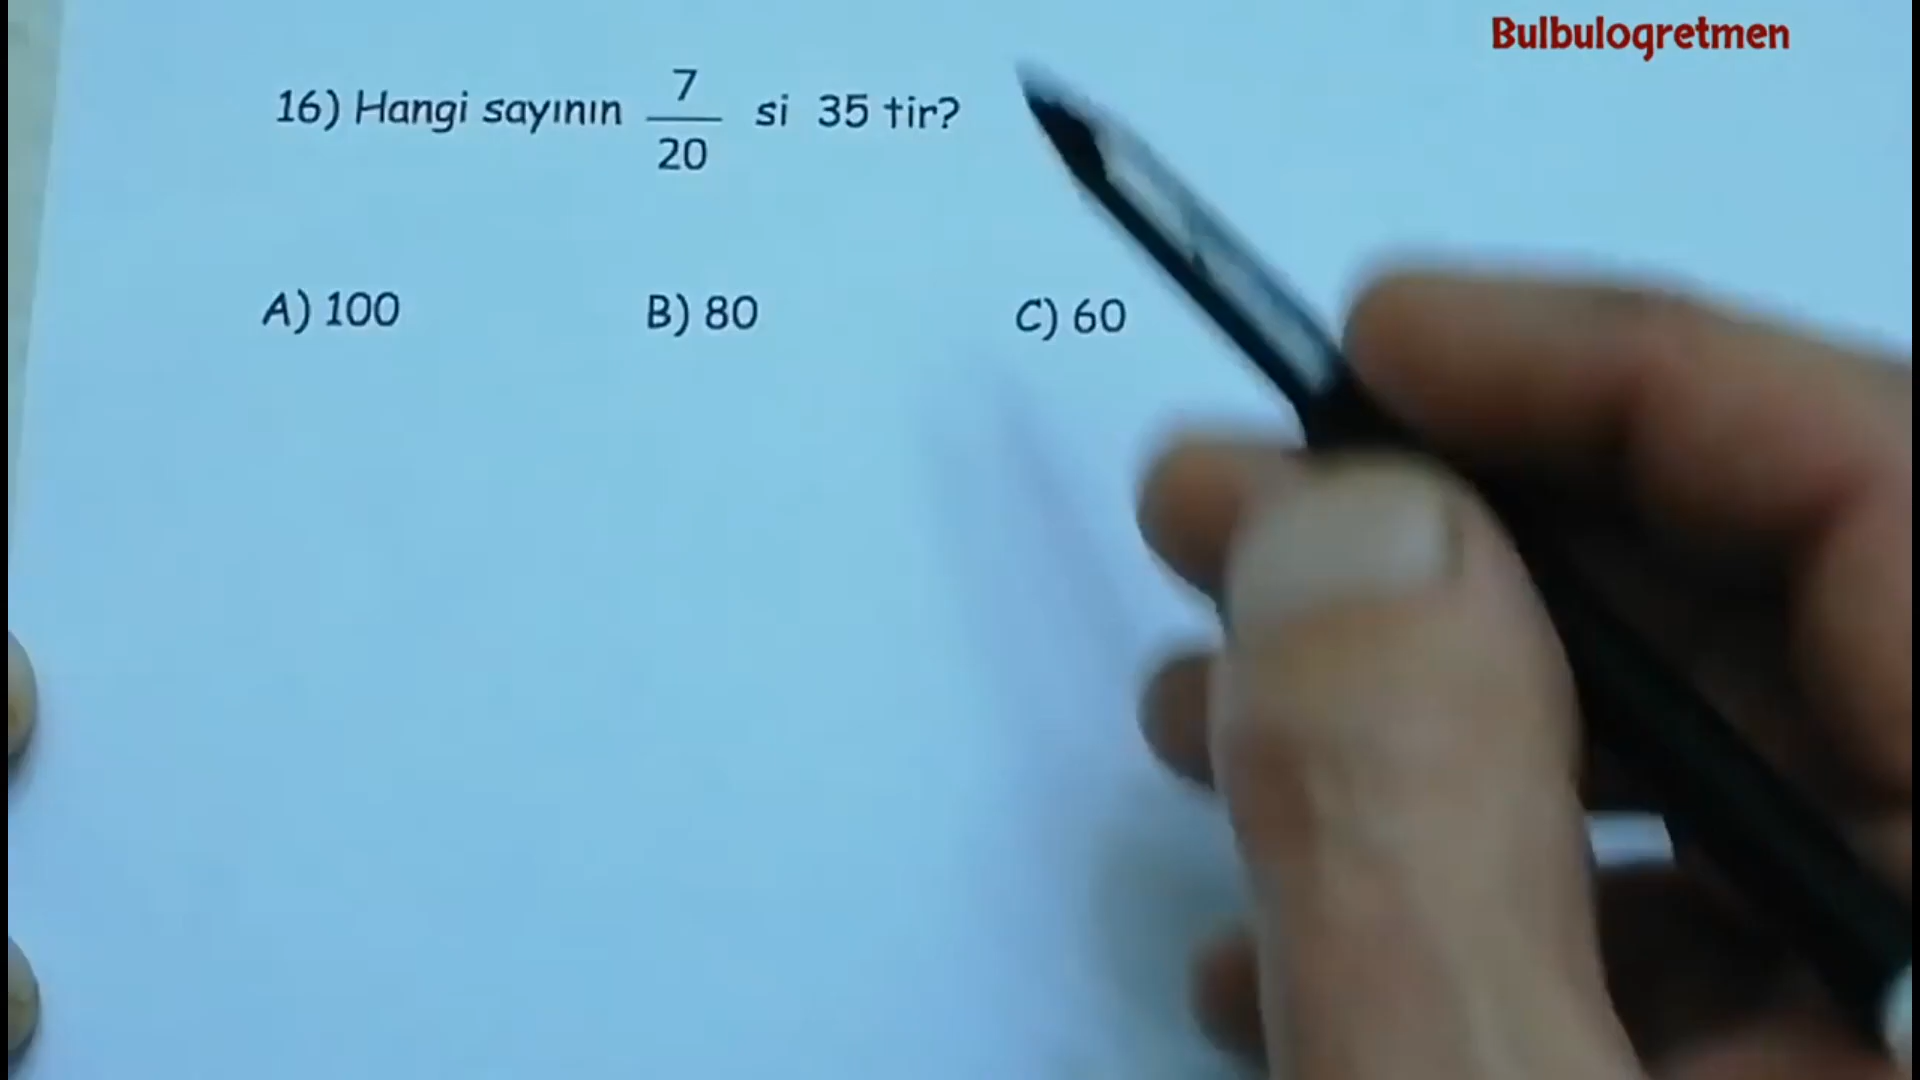 Bulbulogretmen
16) Hangi sayının 7/20 si 35 tir?
A) 100 B) 80 C) 60